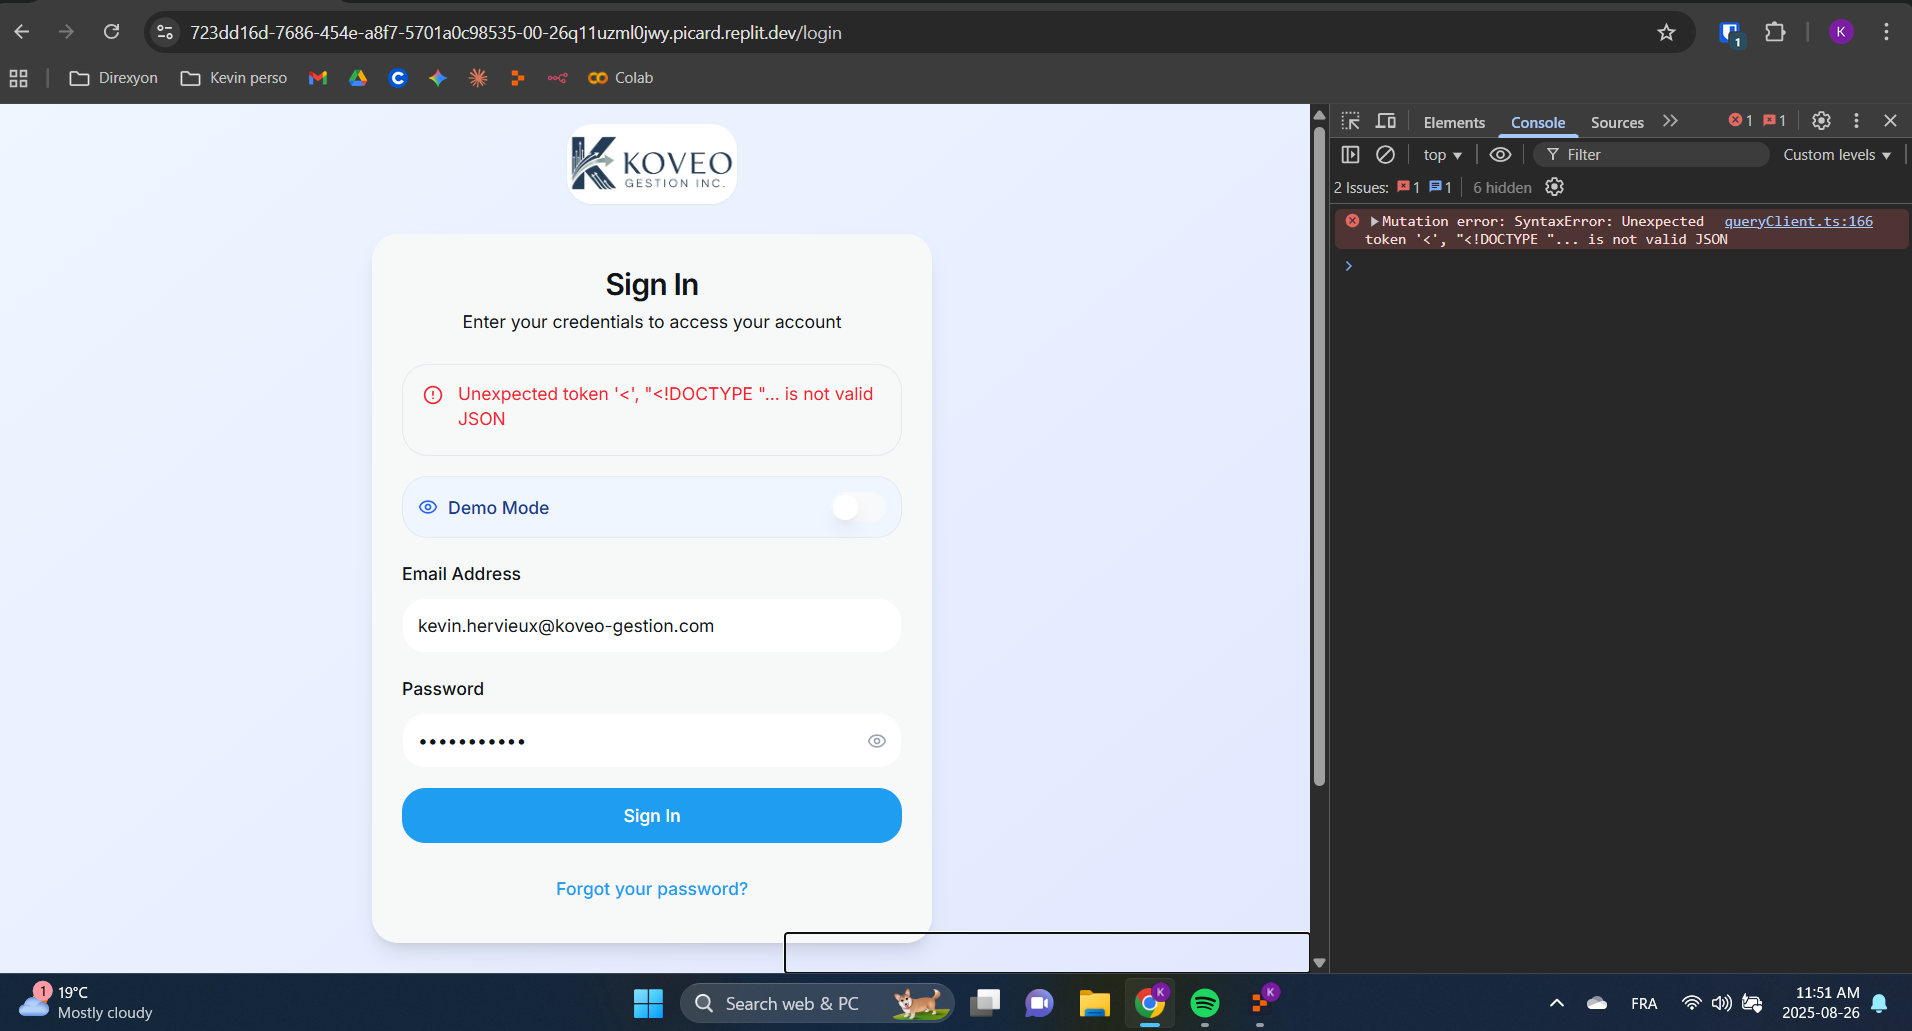 723dd16d-7686-454e-a8f7-5701a0c98535-00-26q11uzml0jwy.picard.replit.dev/login
1
K
Direxyon
Kevin perso
Colab
KOVEO
GESTION INC.
Sign In
Enter your credentials to access your account
Unexpected token '<', "<!DOCTYPE "... is not valid
JSON
Demo Mode
Email Address
kevin.hervieux@koveo-gestion.com
Password
•••••••••••
Sign In
Forgot your password?
Elements
Console
Sources
1
1
top
Filter
Custom levels
2 Issues:
1
1
6 hidden
Mutation error: SyntaxError: Unexpected queryClient.ts:166
token '<', "<!DOCTYPE "... is not valid JSON
1
19°C
Mostly cloudy
Search web & PC
K
K
FRA
11:51 AM
2025-08-26